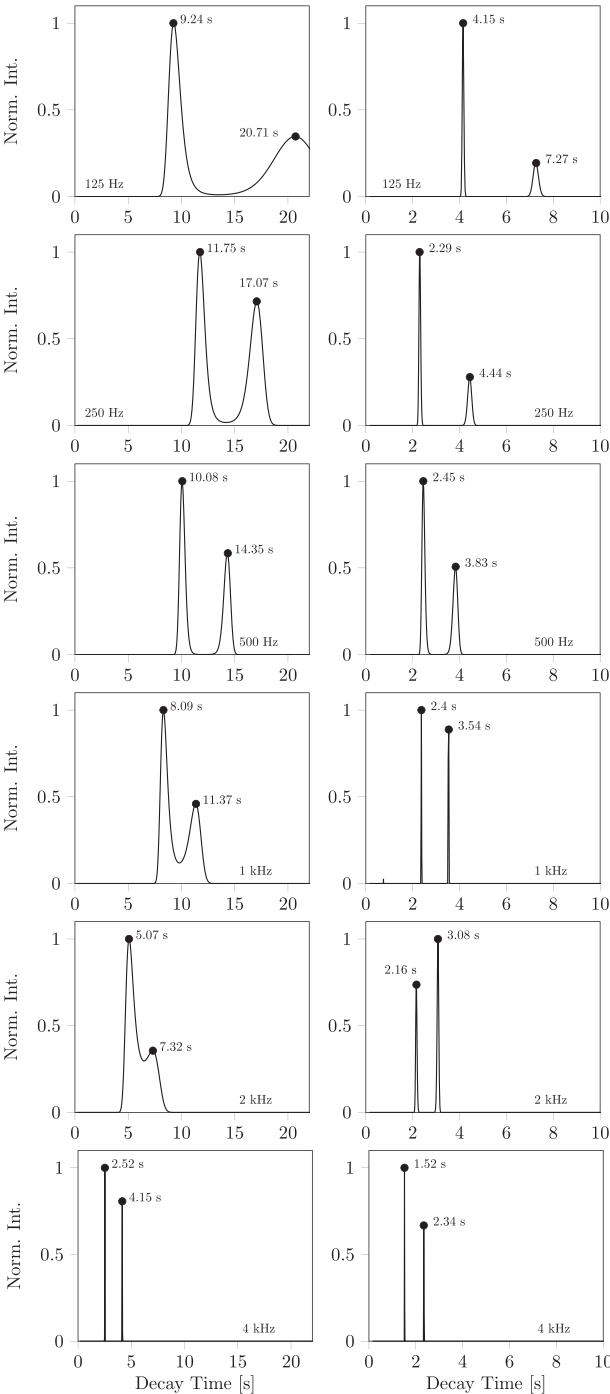 Norm. Int.
1
0.5
0
9.24 s
20.71 s
125 Hz
0 5 10 15 20
1
0.5
0
4.15 s
7.27 s
125 Hz
0 2 4 6 8 10
Norm. Int.
1
0.5
0
11.75 s
17.07 s
250 Hz
0 5 10 15 20
1
0.5
0
2.29 s
4.44 s
250 Hz
0 2 4 6 8 10
Norm. Int.
1
0.5
0
10.08 s
14.35 s
500 Hz
0 5 10 15 20
1
0.5
0
2.45 s
3.83 s
500 Hz
0 2 4 6 8 10
Norm. Int.
1
0.5
0
8.09 s
11.37 s
1 kHz
0 5 10 15 20
1
0.5
0
2.4 s
3.54 s
1 kHz
0 2 4 6 8 10
Norm. Int.
1
0.5
0
5.07 s
7.32 s
2 kHz
0 5 10 15 20
1
0.5
0
3.08 s
2.16 s
2 kHz
0 2 4 6 8 10
Norm. Int.
1
0.5
0
2.52 s
4.15 s
4 kHz
0 5 10 15 20
Decay Time [s]
1
0.5
0
1.52 s
2.34 s
4 kHz
0 2 4 6 8 10
Decay Time [s]